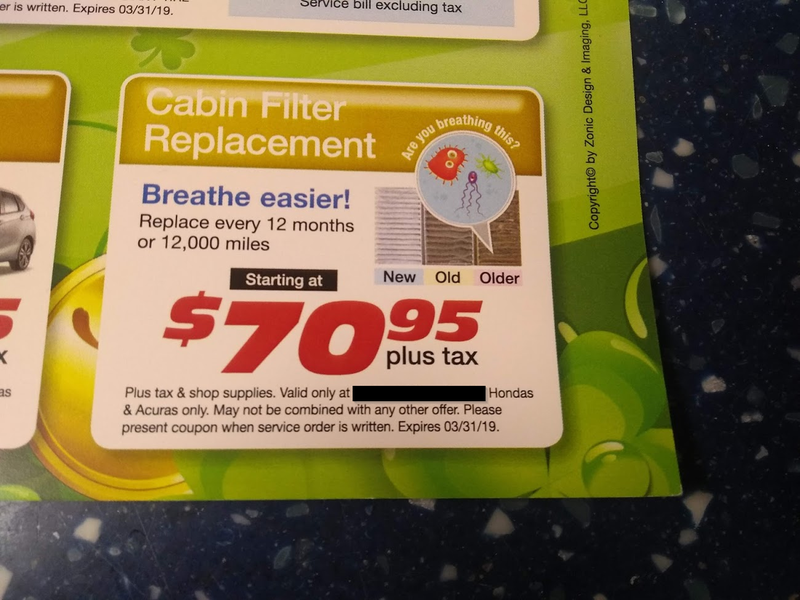 er is written. Expires 03/31/19.
Service bill excluding tax
Copyright© by Zonic Design & Imaging, LLC
Cabin Filter
Replacement
Are you breathing this?
Breathe easier!
Replace every 12 months
or 12,000 miles
New Old Older
Starting at
$7095
plus tax
Plus tax & shop supplies. Valid only at Hondas
& Acuras only. May not be combined with any other offer. Please
present coupon when service order is written. Expires 03/31/19.
5
x
as